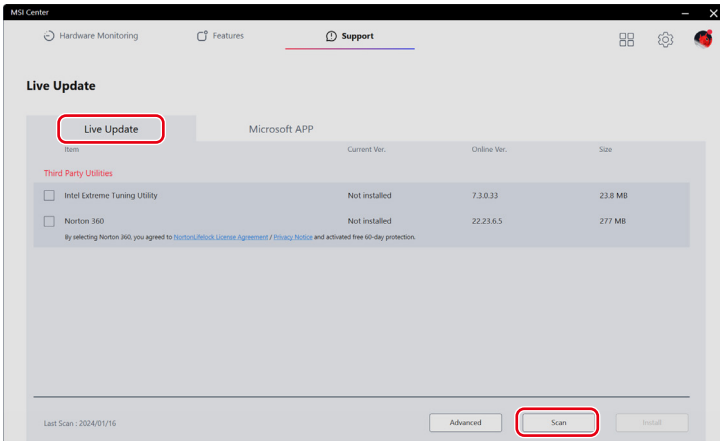 MSI Center
Hardware Monitoring Features Support
Live Update
Live Update Microsoft APP
Item Current Ver. Online Ver. Size
Third Party Utilities
Intel Extreme Tuning Utility Not installed 7.3.0.33 23.8 MB
Norton 360 Not installed 22.23.6.5 277 MB
By selecting Norton 360, you agreed to NortonLifelock License Agreement / Privacy Notice and activated free 60-day protection.
Last Scan : 2024/01/16 Advanced Scan Install